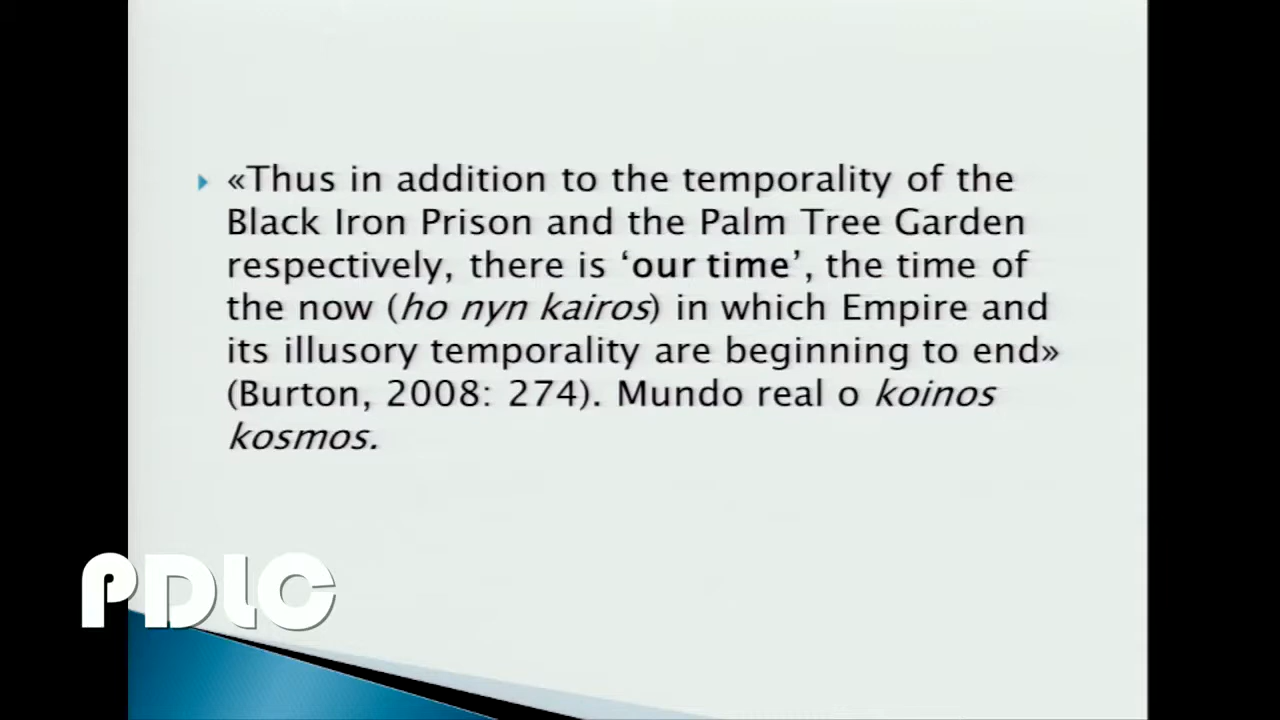 «Thus in addition to the temporality of the
Black Iron Prison and the Palm Tree Garden
respectively, there is ‘our time’, the time of
the now (ho nyn kairos) in which Empire and
its illusory temporality are beginning to end»
(Burton, 2008: 274). Mundo real o koinos
kosmos.
PDLC